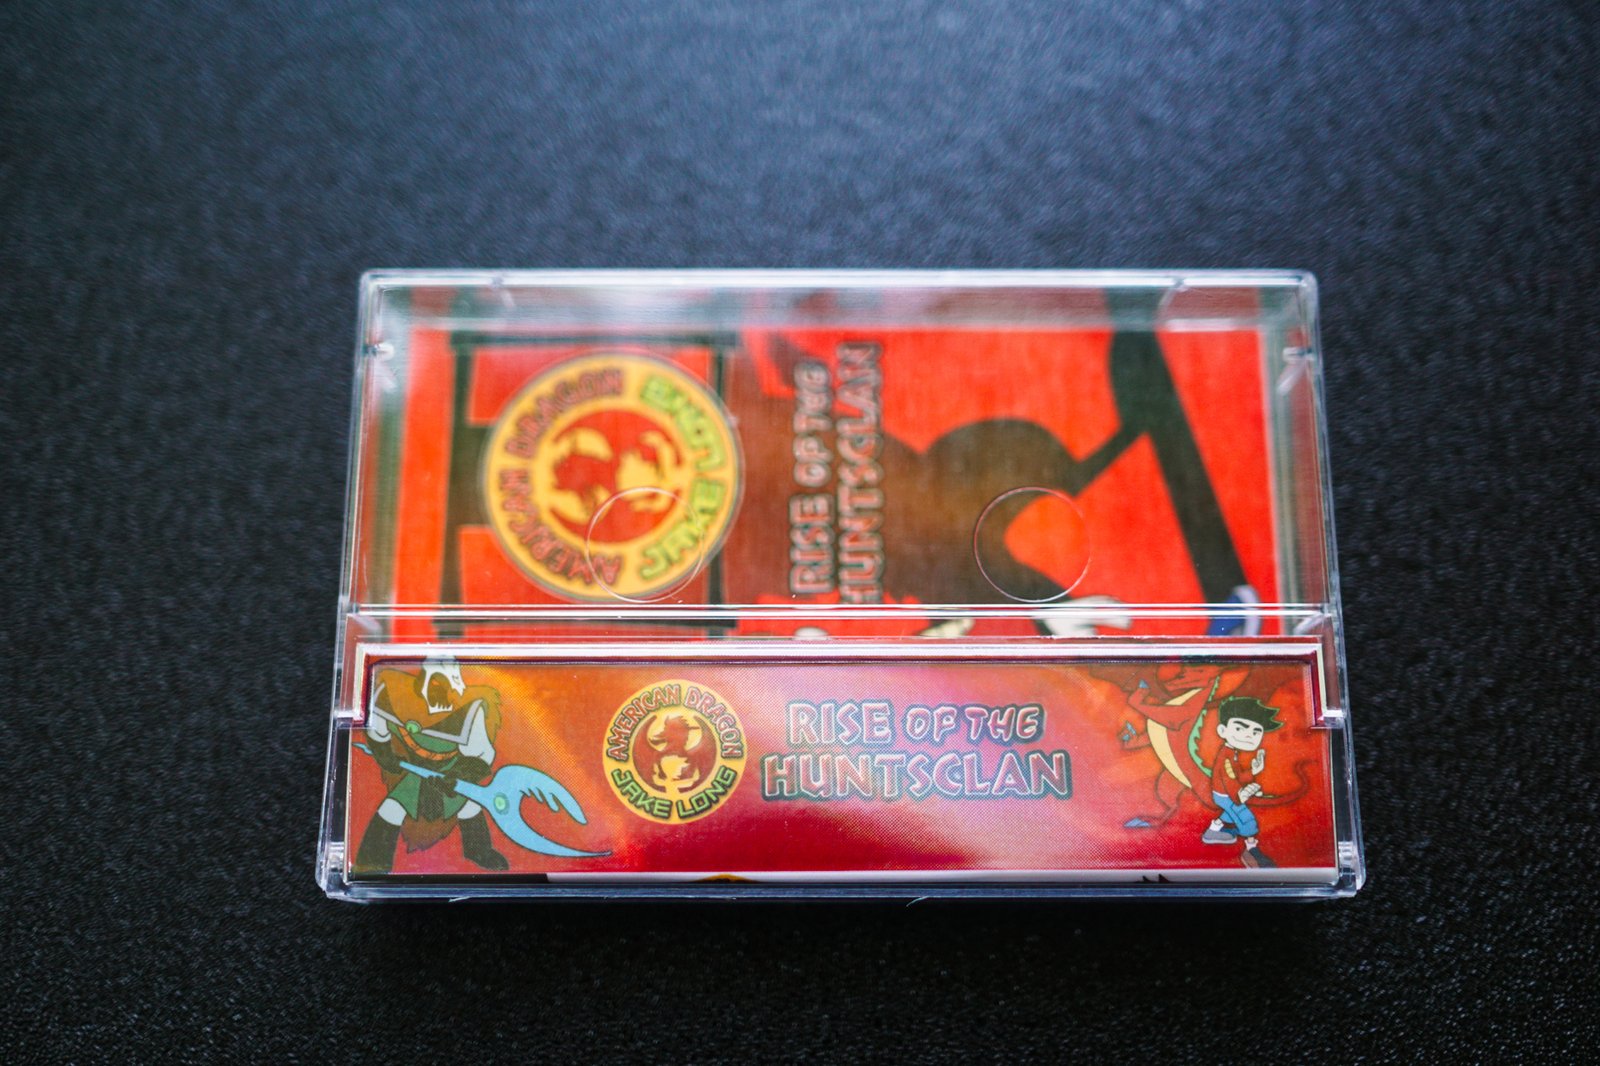 AMERICAN DRAGON
JAKE LONG
RISE OF THE
HUNTSCLAN
AMERICAN DRAGON
JAKE LONG
RISE OF THE
HUNTSCLAN